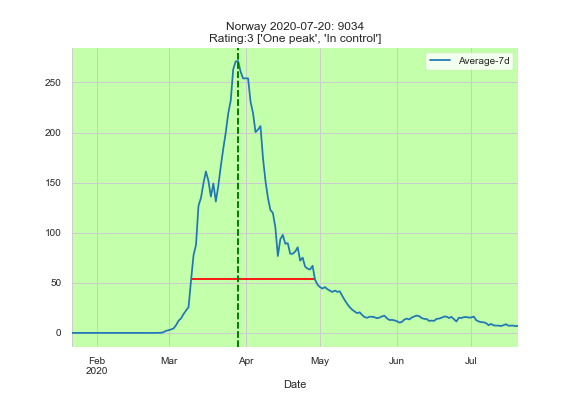 Norway 2020-07-20: 9034
Rating:3 ['One peak', 'In control']
Average-7d
250
200
150
100
50
0
Feb
2020
Mar
Apr
May
Jun
Jul
Date